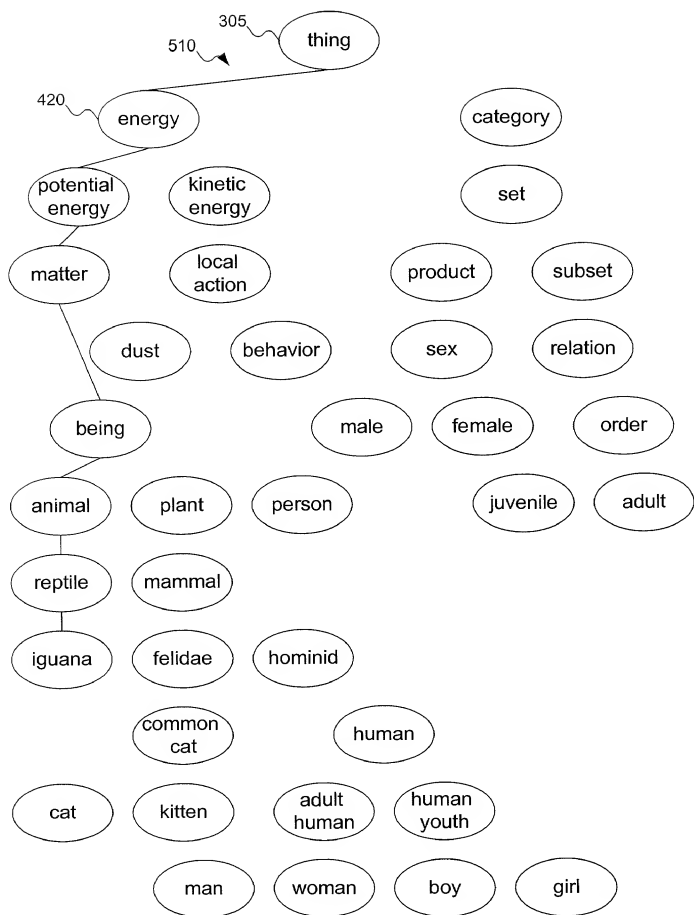 305
thing
510
420
energy
category
potential
energy
kinetic
energy
set
matter
local
action
product
subset
dust
behavior
sex
relation
being
male
female
order
animal
plant
person
juvenile
adult
reptile
mammal
iguana
felidae
hominid
common
cat
human
cat
kitten
adult
human
human
youth
man
woman
boy
girl